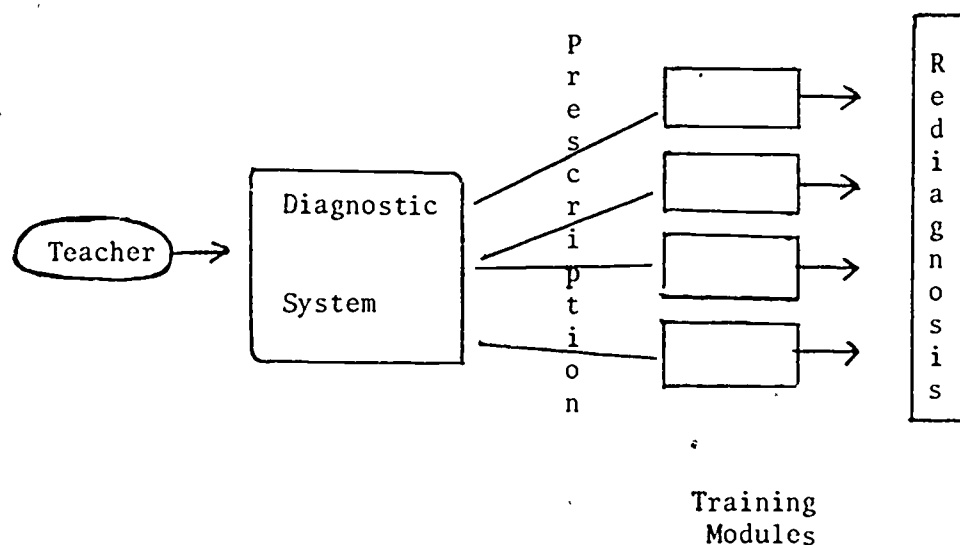 Teacher
Diagnostic
System
Prescription
Training
Modules
Rediagnosis